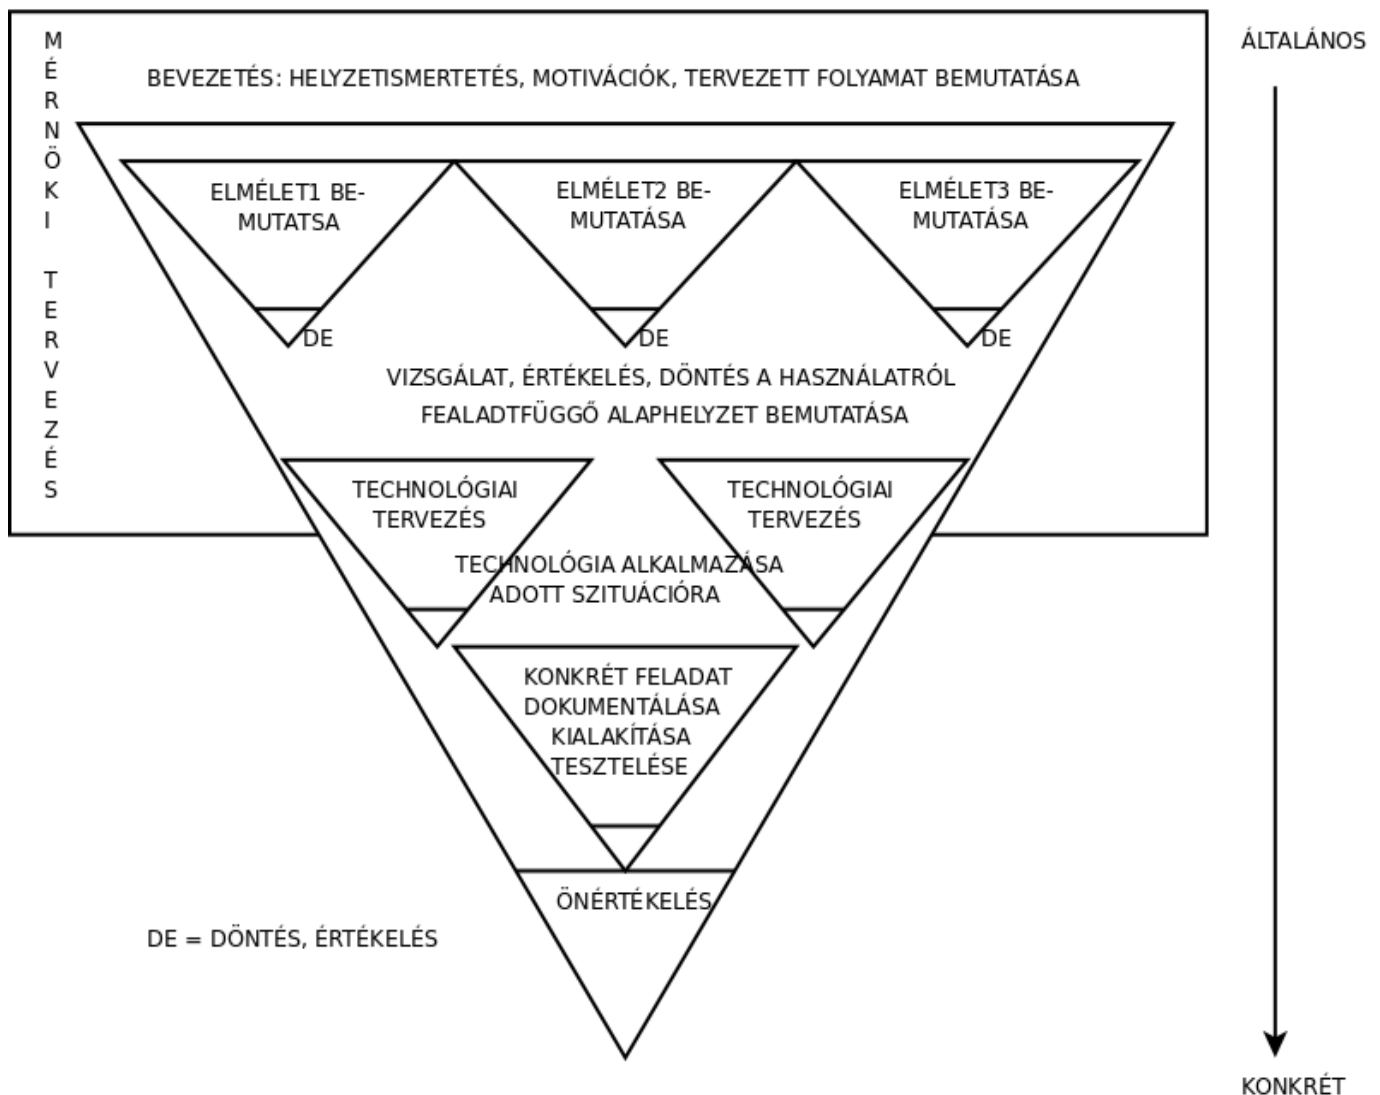 MÉRNÖKI TERVEZÉS
ÁLTALÁNOS
BEVEZETÉS: HELYZETISMERTETÉS, MOTIVÁCIÓK, TERVEZETT FOLYAMAT BEMUTATÁSA
ELMÉLET1 BE-
MUTATSA
ELMÉLET2 BE-
MUTATÁSA
ELMÉLET3 BE-
MUTATÁSA
DE
DE
DE
VIZSGÁLAT, ÉRTÉKELÉS, DÖNTÉS A HASZNÁLATRÓL
FEALADTFÜGGŐ ALAPHELYZET BEMUTATÁSA
TECHNOLÓGIAI
TERVEZÉS
TECHNOLÓGIAI
TERVEZÉS
TECHNOLÓGIA ALKALMAZÁSA
ADOTT SZITUÁCIÓRA
KONKRÉT FELADAT
DOKUMENTÁLÁSA
KIALAKÍTÁSA
TESZTELÉSE
ÖNÉRTÉKELÉS
DE = DÖNTÉS, ÉRTÉKELÉS
KONKRÉT